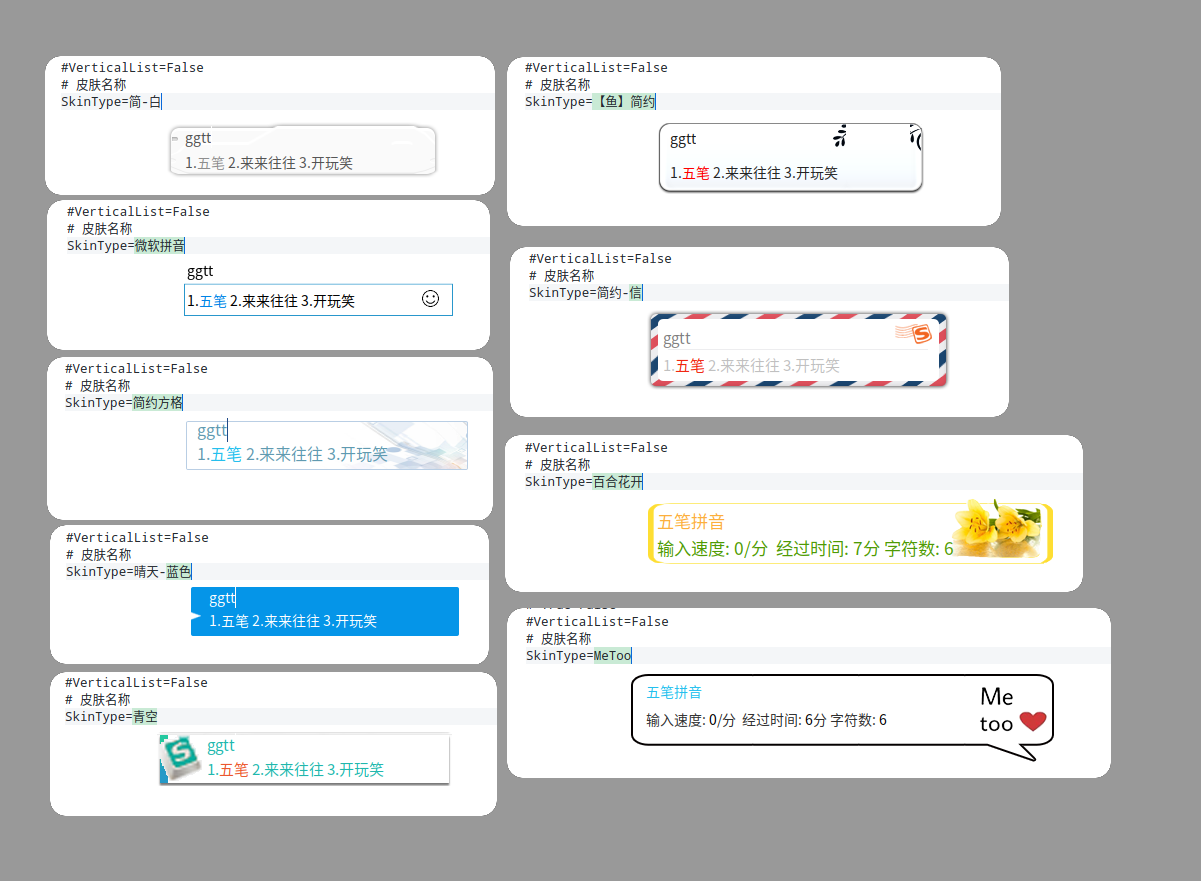 #VerticalList=False
# 皮肤名称
SkinType=简-白
ggtt
1.五笔 2.来来往往 3.开玩笑
#VerticalList=False
# 皮肤名称
SkinType=微软拼音
ggtt
1.五笔 2.来来往往 3.开玩笑
#VerticalList=False
# 皮肤名称
SkinType=简约方格
ggtt
1.五笔 2.来来往往 3.开玩笑
#VerticalList=False
# 皮肤名称
SkinType=晴天-蓝色
ggtt
1.五笔 2.来来往往 3.开玩笑
#VerticalList=False
# 皮肤名称
SkinType=青空
S
ggtt
1.五笔 2.来来往往 3.开玩笑
#VerticalList=False
# 皮肤名称
SkinType=【鱼】简约
ggtt
1.五笔 2.来来往往 3.开玩笑
#VerticalList=False
# 皮肤名称
SkinType=简约-信
ggtt
S
1.五笔 2.来来往往 3.开玩笑
#VerticalList=False
# 皮肤名称
SkinType=百合花开
五笔拼音
输入速度: 0/分 经过时间: 7分 字符数: 6
#VerticalList=False
# 皮肤名称
SkinType=MeToo
五笔拼音
输入速度: 0/分 经过时间: 6分 字符数: 6
Me
too